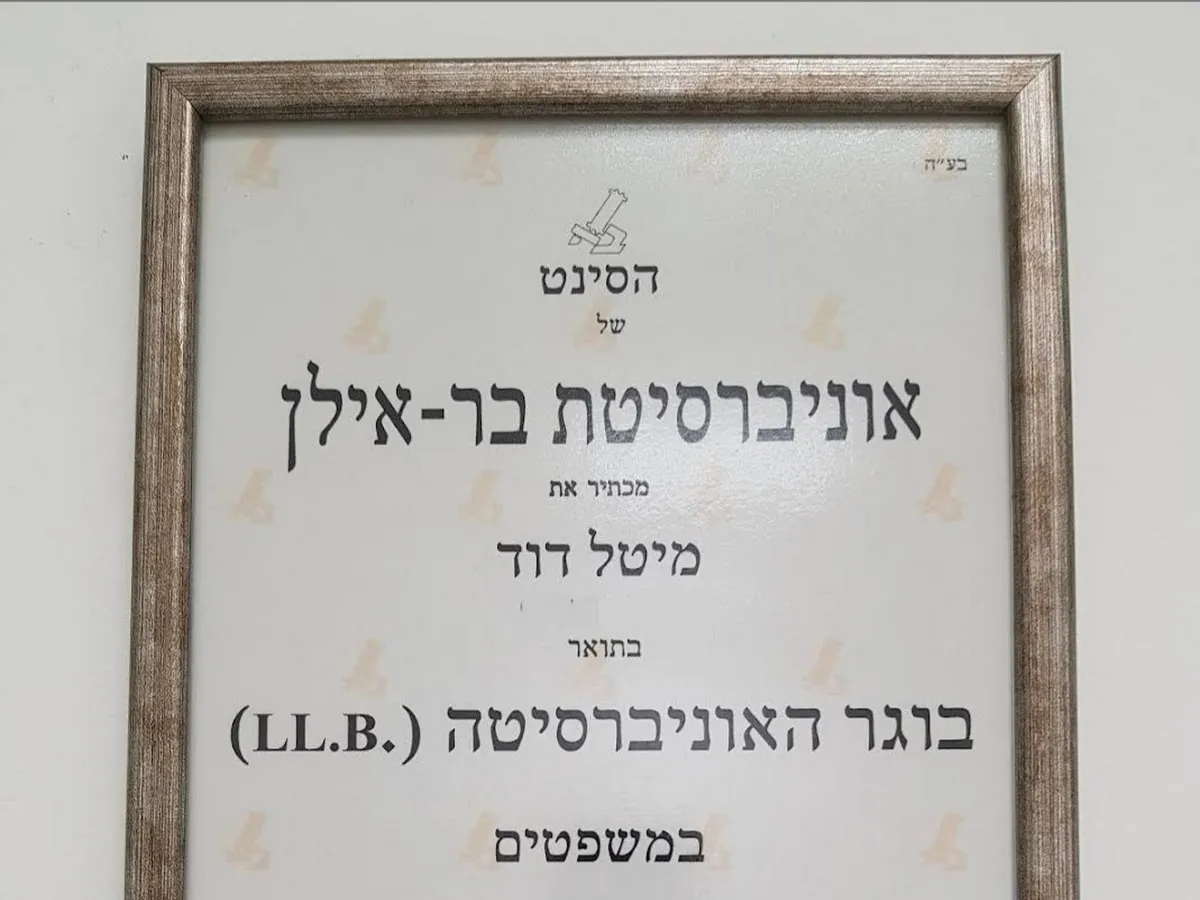 בע״ה
הסינט
של
אוניברסיטת בר-אילן
מכתיר את
מיטל דוד
בתואר
בוגר האוניברסיטה (LL.B.)
במשפטים